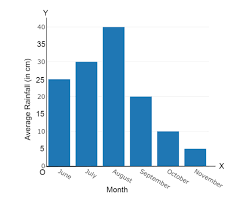 Y
Average Rainfall (in cm)
40
35
30
25
20
15
10
5
0
O
X
June
July
August
September
October
November
Month